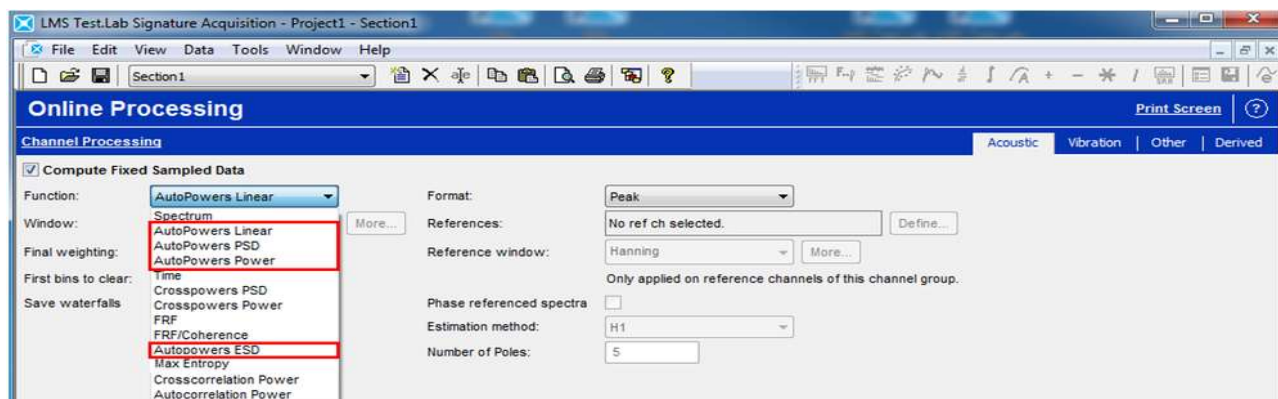 LMS Test.Lab Signature Acquisition - Project1 - Section1
File Edit View Data Tools Window Help
Section1
Online Processing
Print Screen
Channel Processing
Acoustic | Vibration | Other | Derived
Compute Fixed Sampled Data
Function: AutoPowers Linear Format: Peak
Spectrum
Window: AutoPowers Linear More... References: No ref ch selected. Define...
AutoPowers PSD
Final weighting: AutoPowers Power Reference window: Hanning More...
First bins to clear: Time Only applied on reference channels of this channel group.
Crosspowers PSD
Save waterfalls Crosspowers Power Phase referenced spectra
FRF
FRF/Coherence Estimation method: H1
Autopowers ESD Number of Poles: 5
Max Entropy
Crosscorrelation Power
Autocorrelation Power